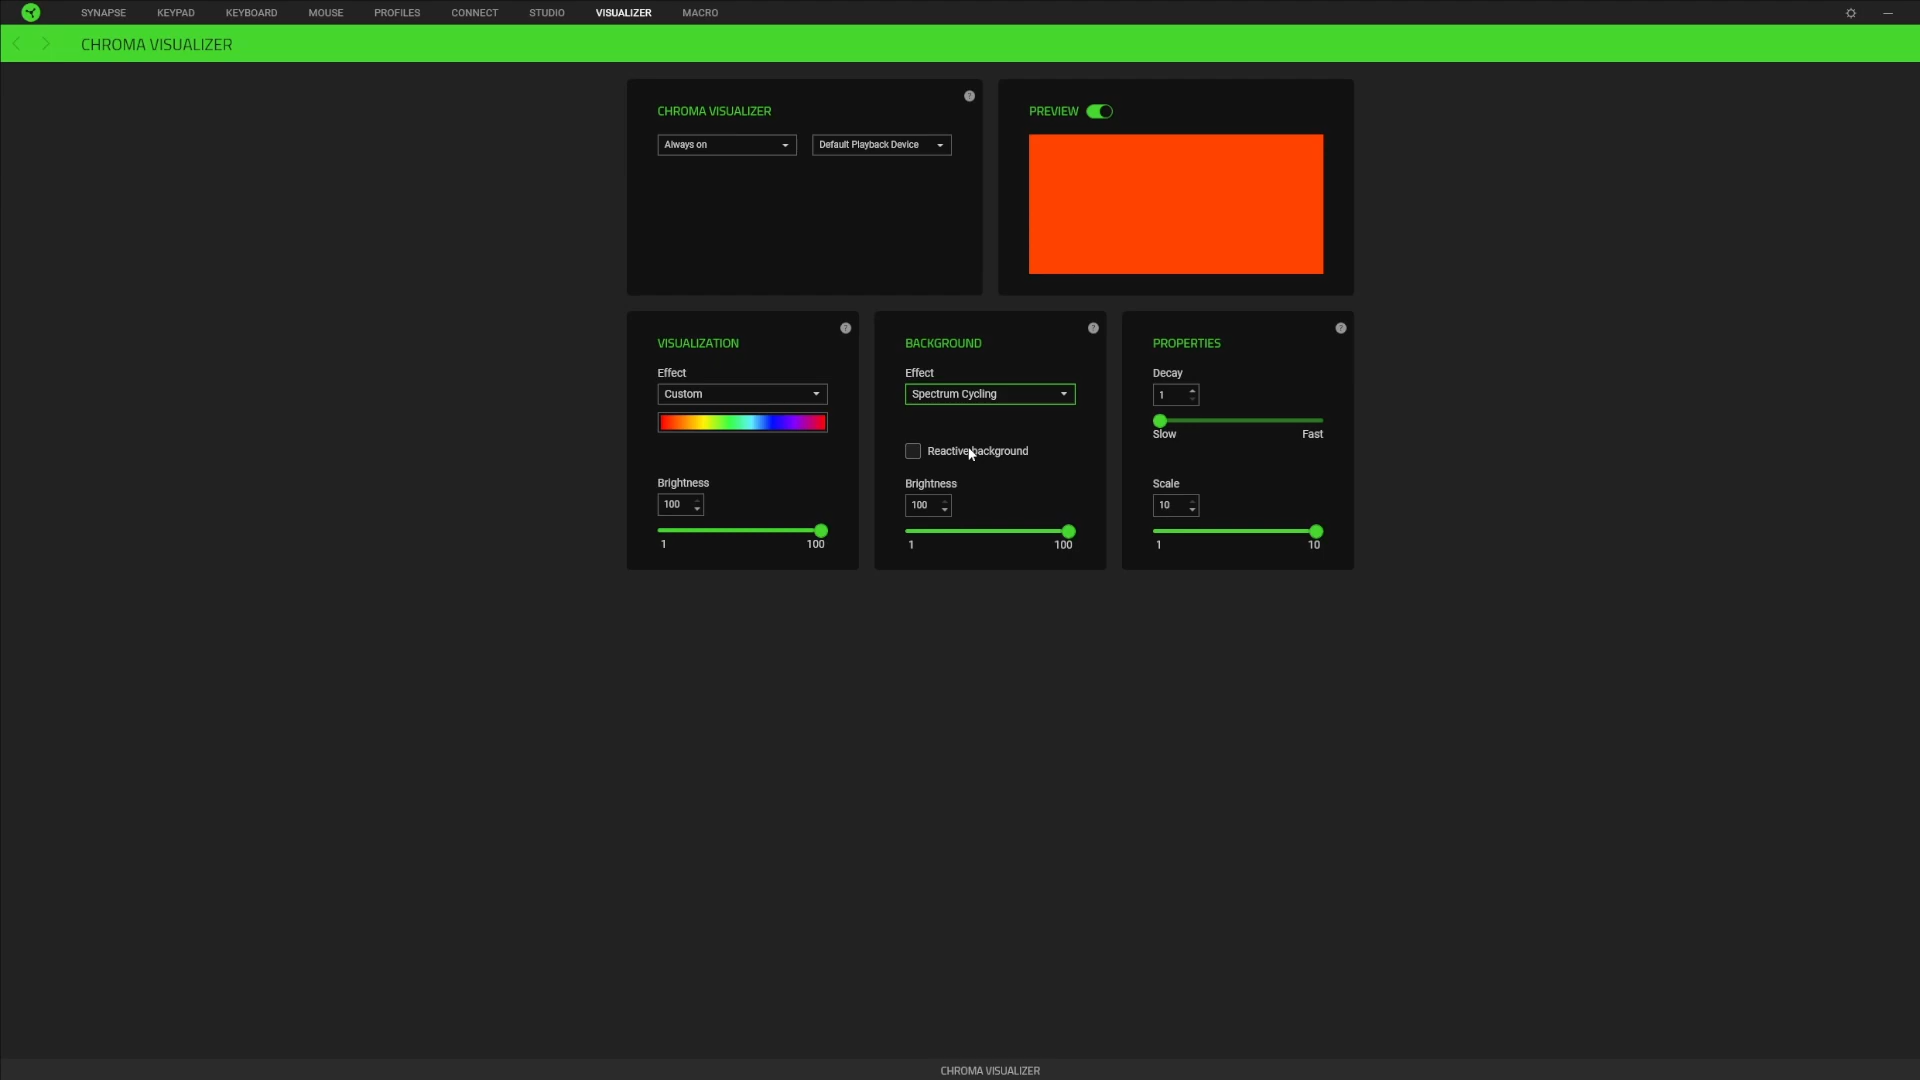 SYNAPSE KEYPAD KEYBOARD MOUSE PROFILES CONNECT STUDIO VISUALIZER MACRO
CHROMA VISUALIZER
CHROMA VISUALIZER
Always on
Default Playback Device
PREVIEW
VISUALIZATION
Effect
Custom
Brightness
100
1 100
BACKGROUND
Effect
Spectrum Cycling
Reactive background
Brightness
100
1 100
PROPERTIES
Decay
1
Slow Fast
Scale
10
1 10
CHROMA VISUALIZER